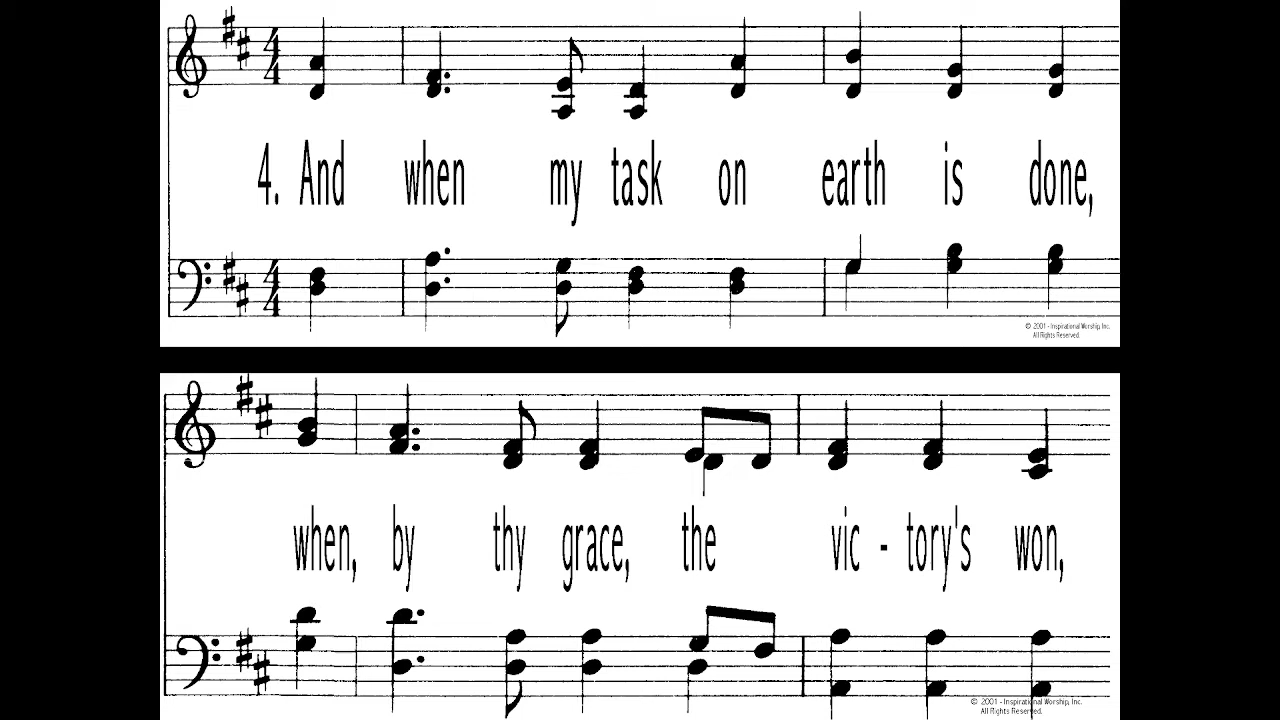 4. And when my task on earth is done,
© 2001 - Inspirational Worship, Inc.
All Rights Reserved.
when, by thy grace, the vic - tory's won,
© 2001 - Inspirational Worship, Inc.
All Rights Reserved.